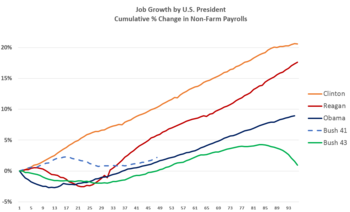 Job Growth by U.S. President
Cumulative % Change in Non-Farm Payrolls
20%
15%
10%
5%
0%
-5%
1 5 9 13 17 21 25 29 33 37 41 45 49 53 57 61 65 69 73 77 81 85 89 93
Clinton
Reagan
Obama
Bush 41
Bush 43